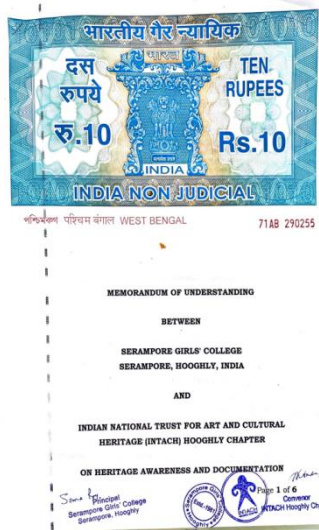 भारतीय गैर न्यायिक
दस
रुपये
रु.10
TEN
RUPEES
Rs.10
INDIA
INDIA NON JUDICIAL
পশ্চিমবঙ্গ पश्चिम बंगाल WEST BENGAL
71AB 290255
MEMORANDUM OF UNDERSTANDING
BETWEEN
SERAMPORE GIRLS' COLLEGE
SERAMPORE, HOOGHLY, INDIA
AND
INDIAN NATIONAL TRUST FOR ART AND CULTURAL
HERITAGE (INTACH) HOOGHLY CHAPTER
ON HERITAGE AWARENESS AND DOCUMENTATION
Page 1 of 6
Principal
Serampore Girls' College
Serampore, Hooghly
Convenor
INTACH Hooghly Ch
INTACH